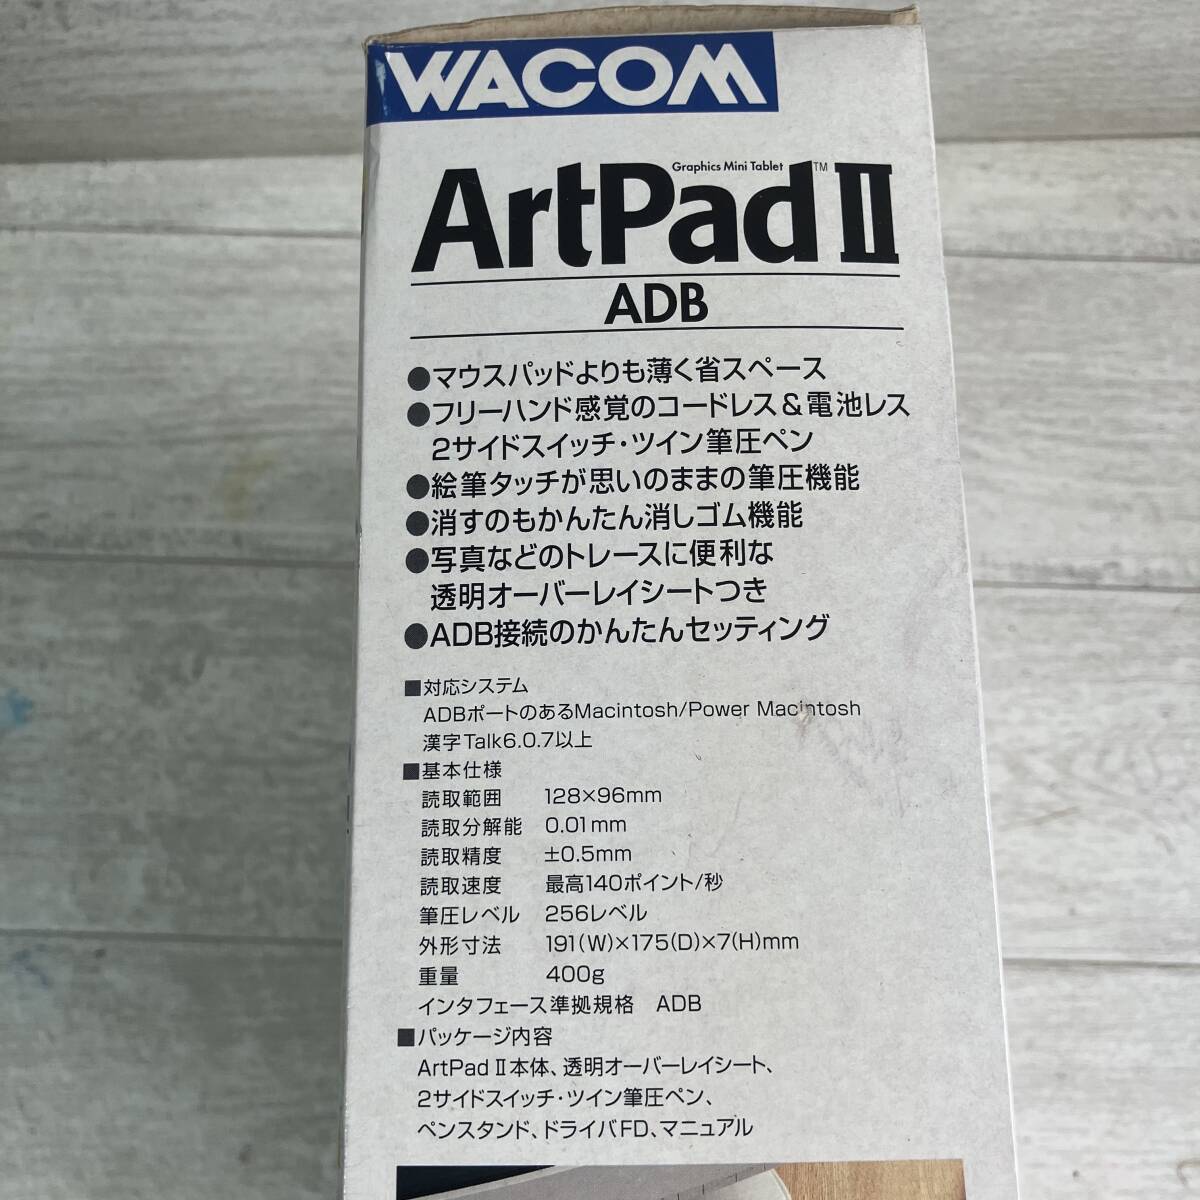 WACOM
Graphics Mini Tablet
ArtPad II ™
ADB
●マウスパッドよりも薄く省スペース
●フリーハンド感覚のコードレス＆電池レス
2サイドスイッチ・ツイン筆圧ペン
●絵筆タッチが思いのままの筆圧機能
●消すのもかんたん消しゴム機能
●写真などのトレースに便利な
透明オーバーレイシートつき
●ADB接続のかんたんセッティング
■対応システム
ADBポートのあるMacintosh/Power Macintosh
漢字Talk6.0.7以上
■基本仕様
読取範囲 128×96mm
読取分解能 0.01mm
読取精度 ±0.5mm
読取速度 最高140ポイント/秒
筆圧レベル 256レベル
外形寸法 191(W)×175(D)×7(H)mm
重量 400g
インタフェース準拠規格 ADB
■パッケージ内容
ArtPad II本体、透明オーバーレイシート、
2サイドスイッチ・ツイン筆圧ペン、
ペンスタンド、ドライバFD、マニュアル